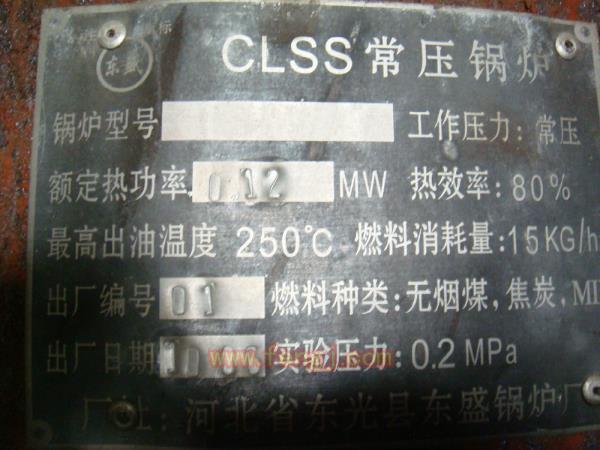 标
东盛
CLSS常压锅炉
锅炉型号 工作压力: 常压
额定热功率 0.12 MW 热效率: 80%
最高出油温度 250℃ 燃料消耗量: 15KG/h
出厂编号 01 燃料种类: 无烟煤, 焦炭,
出厂日期 实验压力: 0.2 MPa
厂址: 河北省东光县东盛锅炉厂